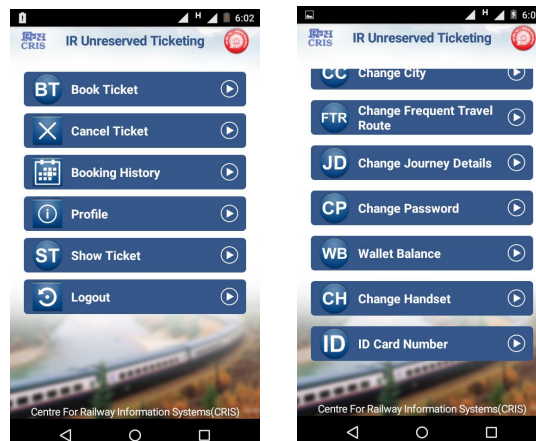 H 6:02
क्रिस
CRIS
IR Unreserved Ticketing
BT Book Ticket
Cancel Ticket
Booking History
Profile
ST Show Ticket
Logout
Centre For Railway Information Systems(CRIS)
H 6:0
क्रिस
CRIS
IR Unreserved Ticketing
CC Change City
FTR Change Frequent Travel
Route
JD Change Journey Details
CP Change Password
WB Wallet Balance
CH Change Handset
ID ID Card Number
Centre For Railway Information Systems(CRIS)